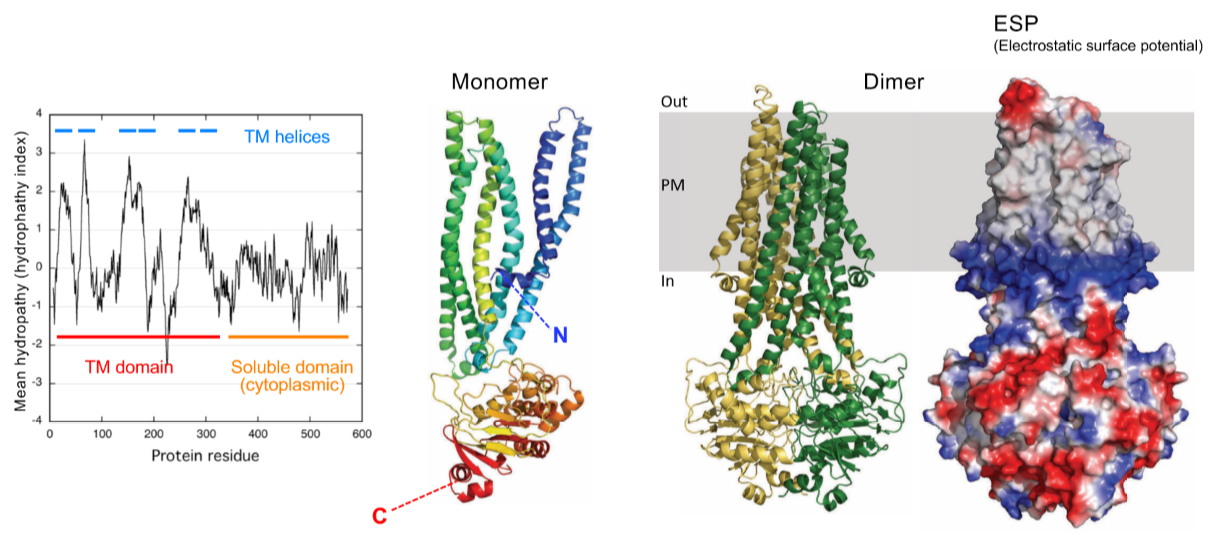 ESP
(Electrostatic surface potential)
Monomer
Dimer
Mean hydropathy (hydrophathy index)
4
3
2
1
0
-1
-2
-3
-4
TM helices
TM domain
Soluble domain
(cytoplasmic)
0
100
200
300
400
500
600
Protein residue
N
C
Out
PM
In